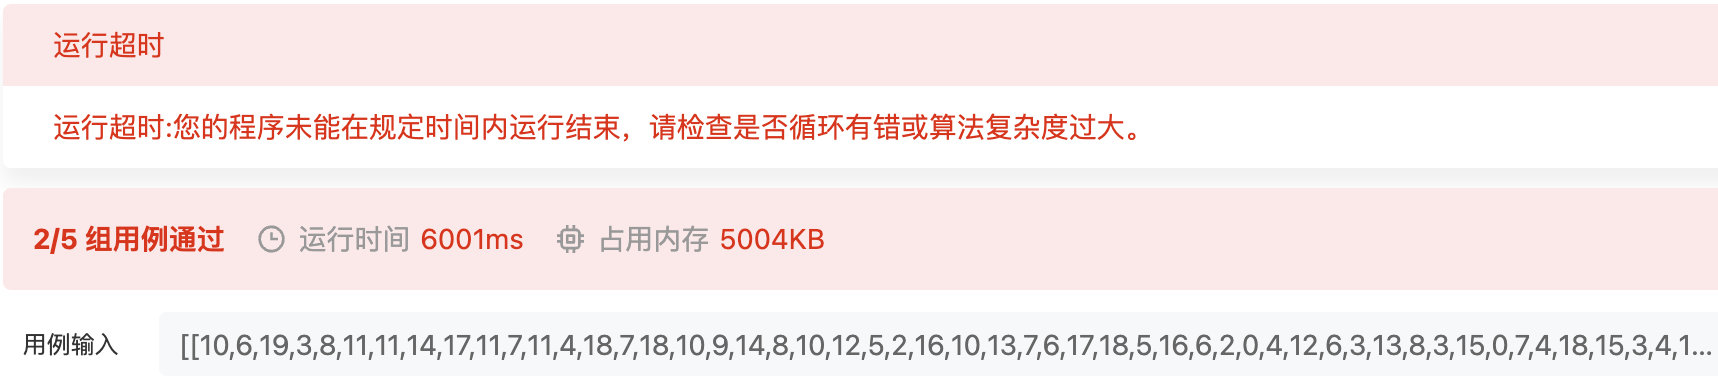 运行超时
运行超时:您的程序未能在规定时间内运行结束，请检查是否循环有错或算法复杂度过大。
2/5 组用例通过 运行时间 6001ms 占用内存 5004KB
用例输入 [[10,6,19,3,8,11,11,14,17,11,7,11,4,18,7,18,10,9,14,8,10,12,5,2,16,10,13,7,6,17,18,5,16,6,2,0,4,12,6,3,13,8,3,15,0,7,4,18,15,3,4,1...